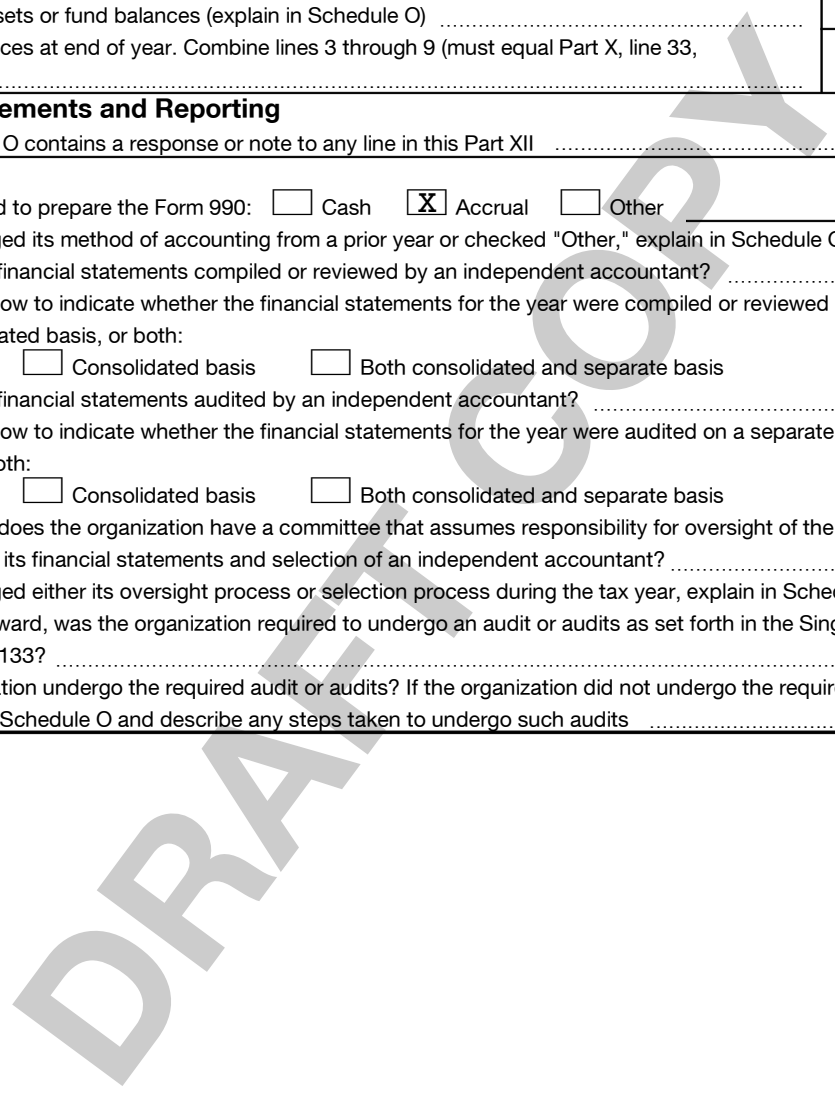 sets or fund balances (explain in Schedule O)
ces at end of year. Combine lines 3 through 9 (must equal Part X, line 33,
ements and Reporting
O contains a response or note to any line in this Part XII
d to prepare the Form 990: Cash X Accrual Other
ged its method of accounting from a prior year or checked "Other," explain in Schedule O
financial statements compiled or reviewed by an independent accountant?
ow to indicate whether the financial statements for the year were compiled or reviewed
ated basis, or both:
Consolidated basis Both consolidated and separate basis
financial statements audited by an independent accountant?
ow to indicate whether the financial statements for the year were audited on a separate
oth:
Consolidated basis Both consolidated and separate basis
does the organization have a committee that assumes responsibility for oversight of the
its financial statements and selection of an independent accountant?
ged either its oversight process or selection process during the tax year, explain in Sched
ward, was the organization required to undergo an audit or audits as set forth in the Sing
133?
tion undergo the required audit or audits? If the organization did not undergo the require
Schedule O and describe any steps taken to undergo such audits
DRAFT COPY